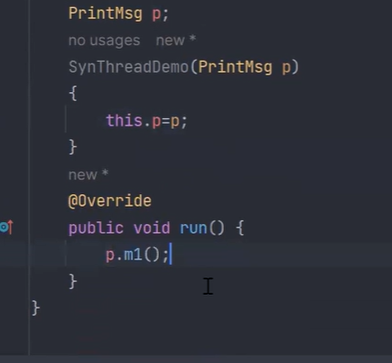 PrintMsg p;
no usages new *
SynThreadDemo(PrintMsg p)
{
this.p=p;
}
new *
@Override
public void run() {
p.m1();
}
}